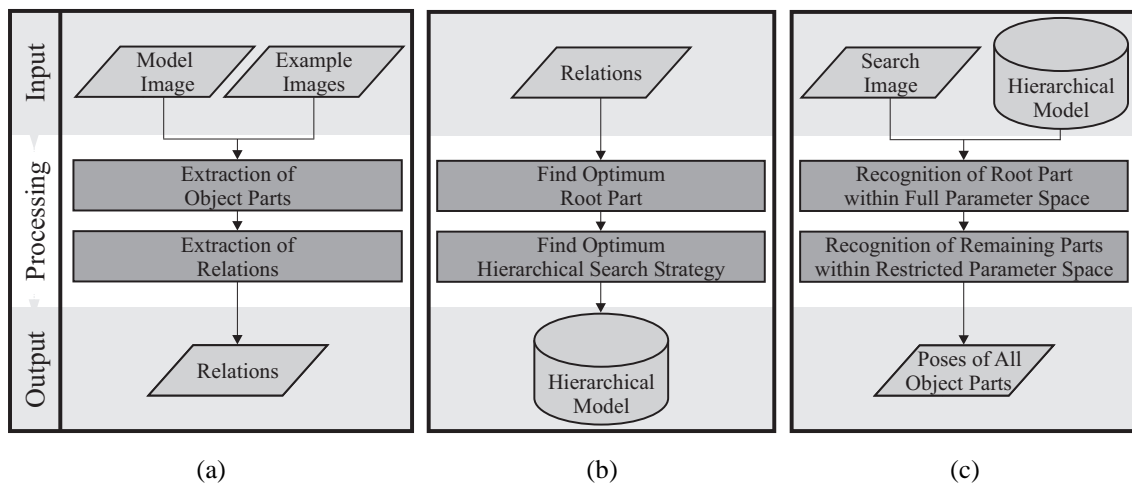 Input
Processing
Output
Model
Image
Example
Images
Extraction of
Object Parts
Extraction of
Relations
Relations
(a)
Relations
Find Optimum
Root Part
Find Optimum
Hierarchical Search Strategy
Hierarchical
Model
(b)
Search
Image
Hierarchical
Model
Recognition of Root Part
within Full Parameter Space
Recognition of Remaining Parts
within Restricted Parameter Space
Poses of All
Object Parts
(c)